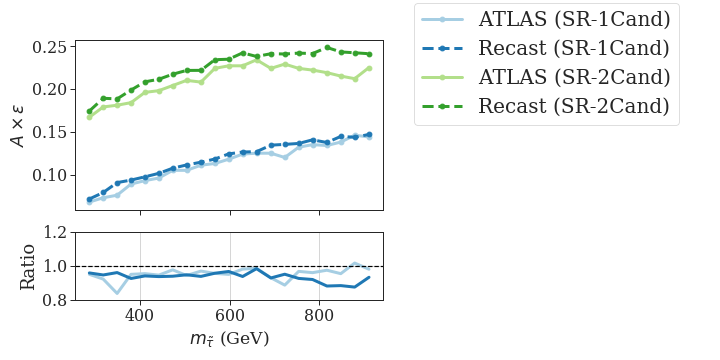 ATLAS (SR-1Cand)
Recast (SR-1Cand)
ATLAS (SR-2Cand)
Recast (SR-2Cand)
0.25
0.20
0.15
0.10
A × ε
1.2
1.0
0.8
Ratio
400 600 800
m_τ̃ (GeV)